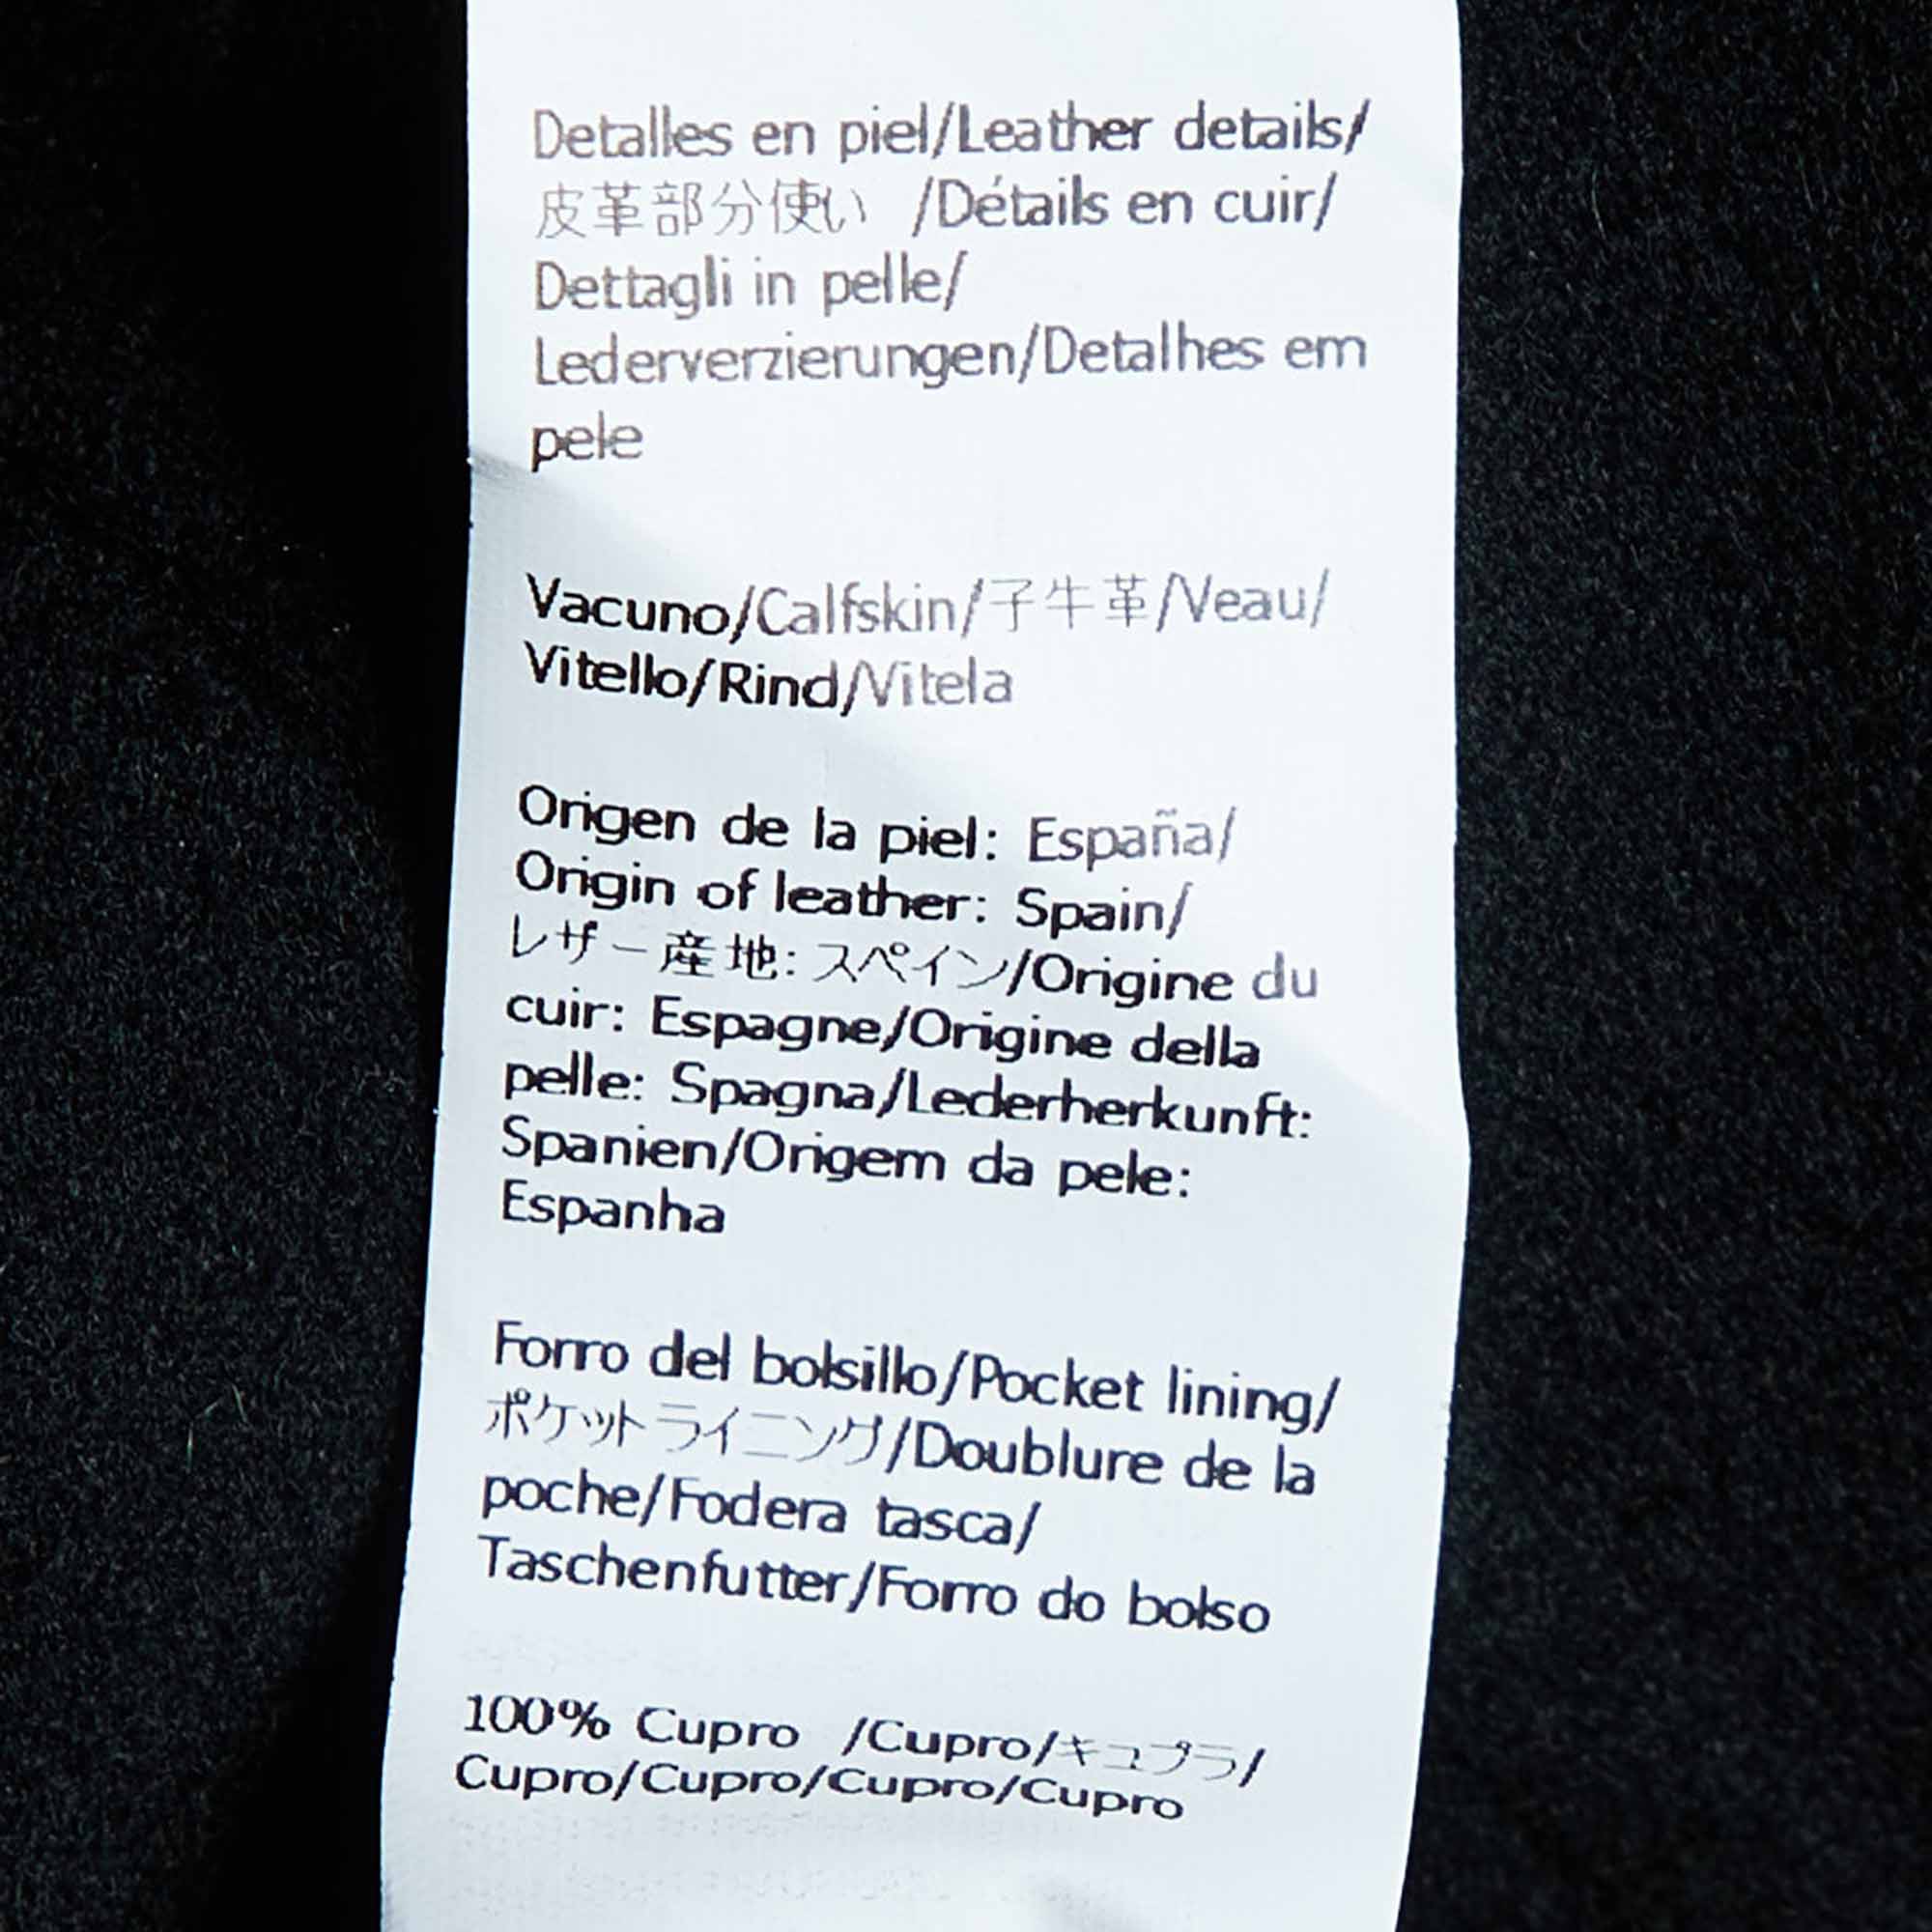 Detalles en piel/Leather details/
皮革部分使い /Détails en cuir/
Dettagli in pelle/
Lederverzierungen/Detalhes em
pele
Vacuno/Calfskin/子牛革/Veau/
Vitello/Rind/Vitela
Origen de la piel: España/
Origin of leather: Spain/
レザー産地: スペイン/Origine du
cuir: Espagne/Origine della
pelle: Spagna/Lederherkunft:
Spanien/Origem da pele:
Espanha
Forro del bolsillo/Pocket lining/
ポケットライニング/Doublure de la
poche/Fodera tasca/
Taschenfutter/Forro do bolso
100% Cupro /Cupro/キュプラ/
Cupro/Cupro/Cupro/Cupro